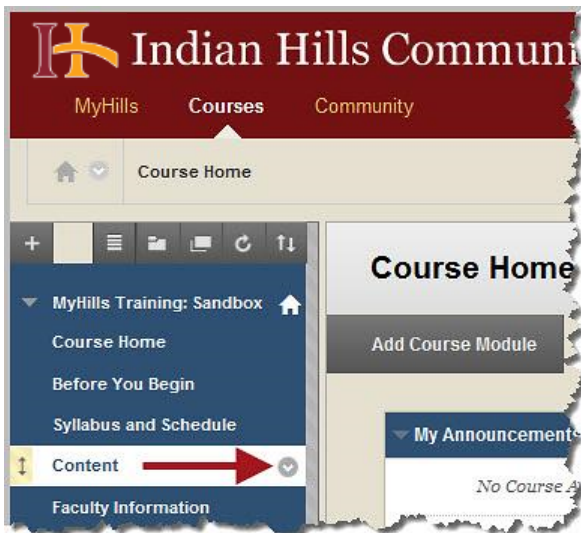 Indian Hills Communi
MyHills Courses Community
Course Home
MyHills Training: Sandbox
Course Home
Before You Begin
Syllabus and Schedule
Content
Faculty Information
Course Home
Add Course Module
My Announcements
No Course A